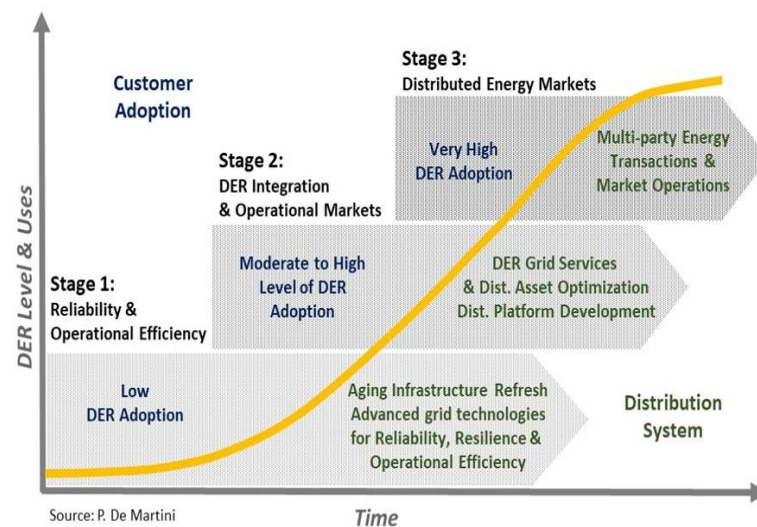 Customer
Adoption
Stage 3:
Distributed Energy Markets
Very High
DER Adoption
Multi-party Energy
Transactions &
Market Operations
Stage 2:
DER Integration
& Operational Markets
Moderate to High
Level of DER
Adoption
DER Grid Services
& Dist. Asset Optimization
Dist. Platform Development
Stage 1:
Reliability &
Operational Efficiency
Low
DER Adoption
Aging Infrastructure Refresh
Advanced grid technologies
for Reliability, Resilience &
Operational Efficiency
Distribution
System
DER Level & Uses
Time
Source: P. De Martini